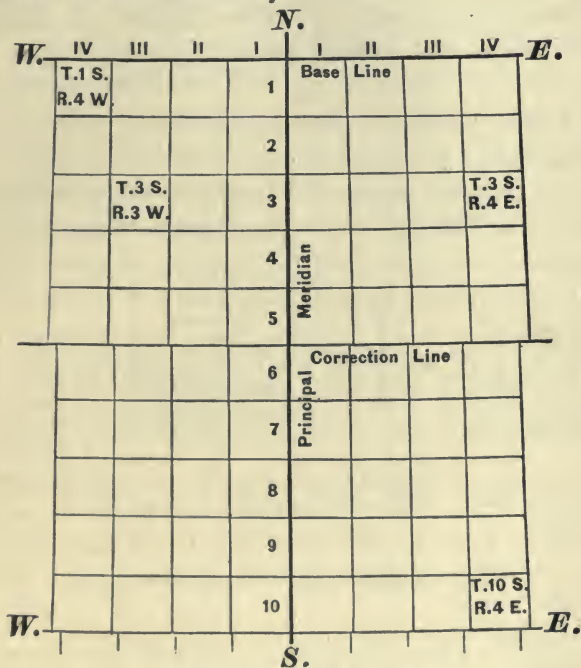 N.
W. IV III II I I II III IV E.
T.1 S.
R.4 W.
1
Base Line
2
T.3 S.
R.3 W.
3
T.3 S.
R.4 E.
4
Meridian
5
Correction Line
6
Principal
7
8
9
10
T.10 S.
R.4 E.
W. E.
S.